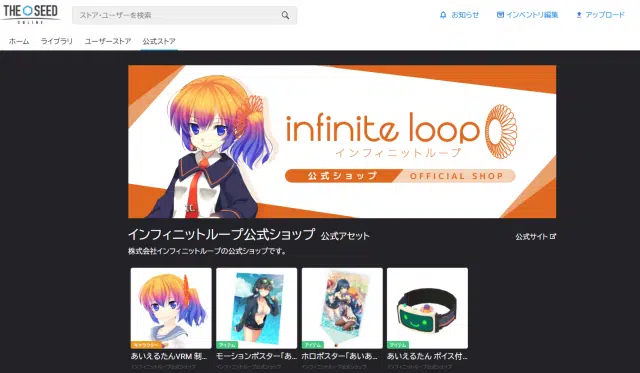 THE SEED
ONLINE
ストア・ユーザーを検索
お知らせ
インベントリ編集
アップロード
ホーム
ライブラリ
ユーザーストア
公式ストア
infinite loop
インフィニットループ
公式ショップ
OFFICIAL SHOP
インフィニットループ公式ショップ 公式アセット
公式サイト
株式会社インフィニットループの公式ショップです。
キャラクター
アイテム
アイテム
アイテム
あいえるたんVRM 制...
モーションポスター「あ...
ホロポスター「あいあ...
あいえるたん ボイス付...
インフィニットループ公式ショップ
インフィニットループ公式ショップ
インフィニットループ公式ショップ
インフィニットループ公式ショップ